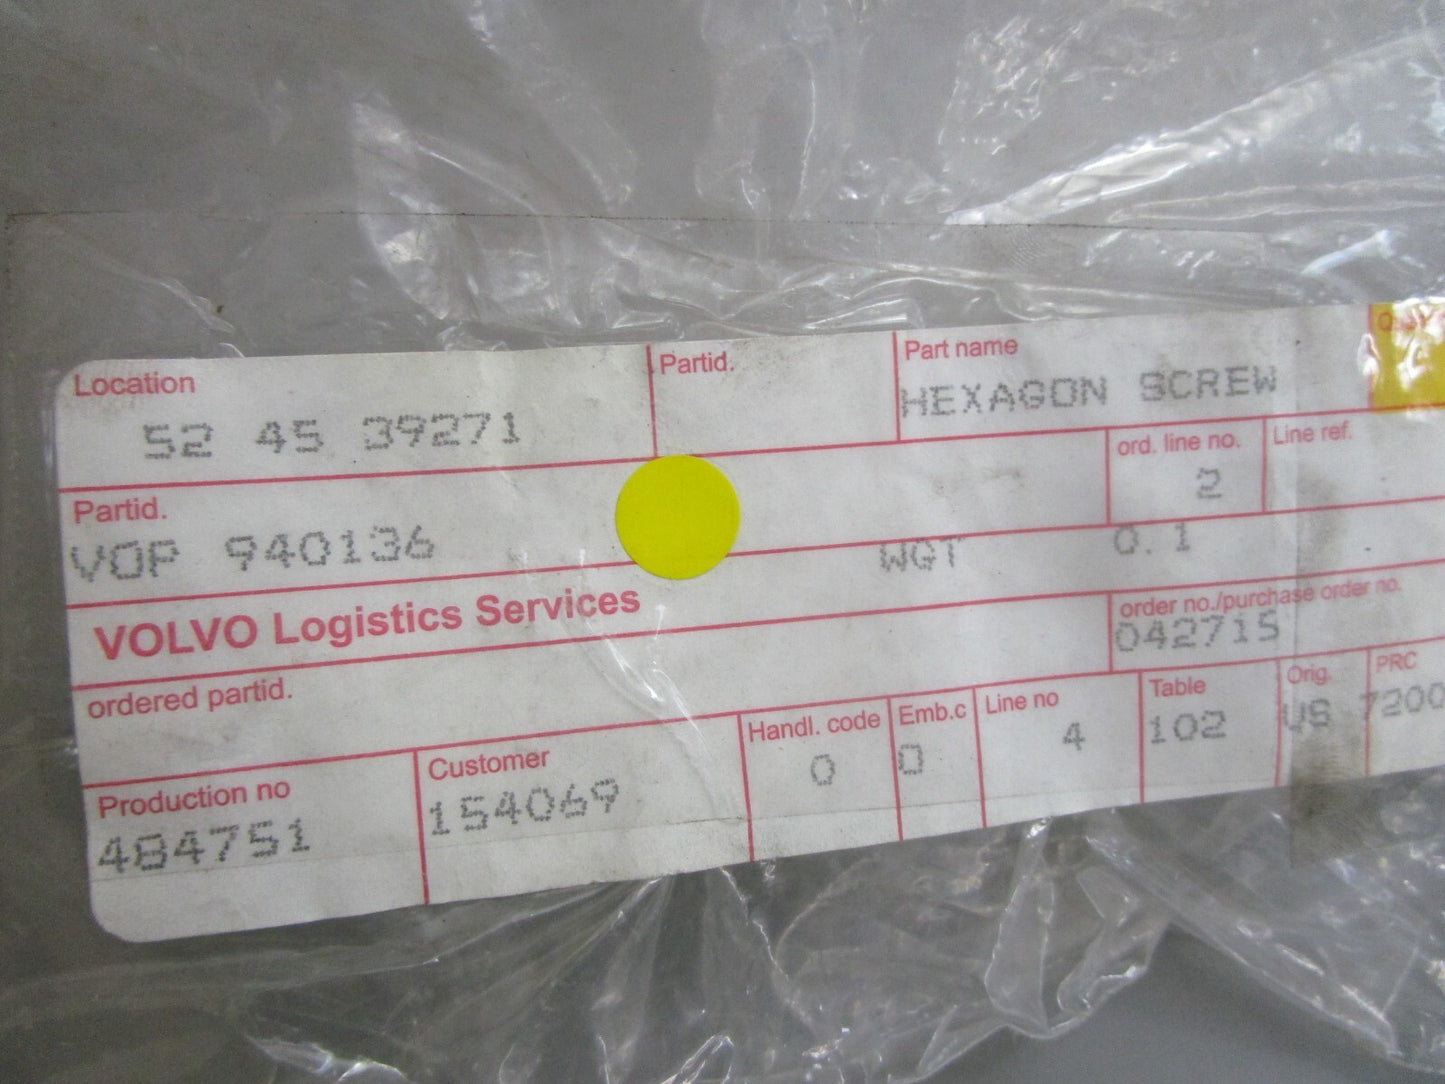 Location Partid. Part name
52 45 39271 HEXAGON SCREW
Partid. ord. line no. Line ref.
VOP 940136 2
WGT 0.1
VOLVO Logistics Services order no./purchase order no.
042715
ordered partid.
Production no Customer Handl. code Emb.c Line no Table Orig. PRC
484751 154069 0 0 4 102 US 7200